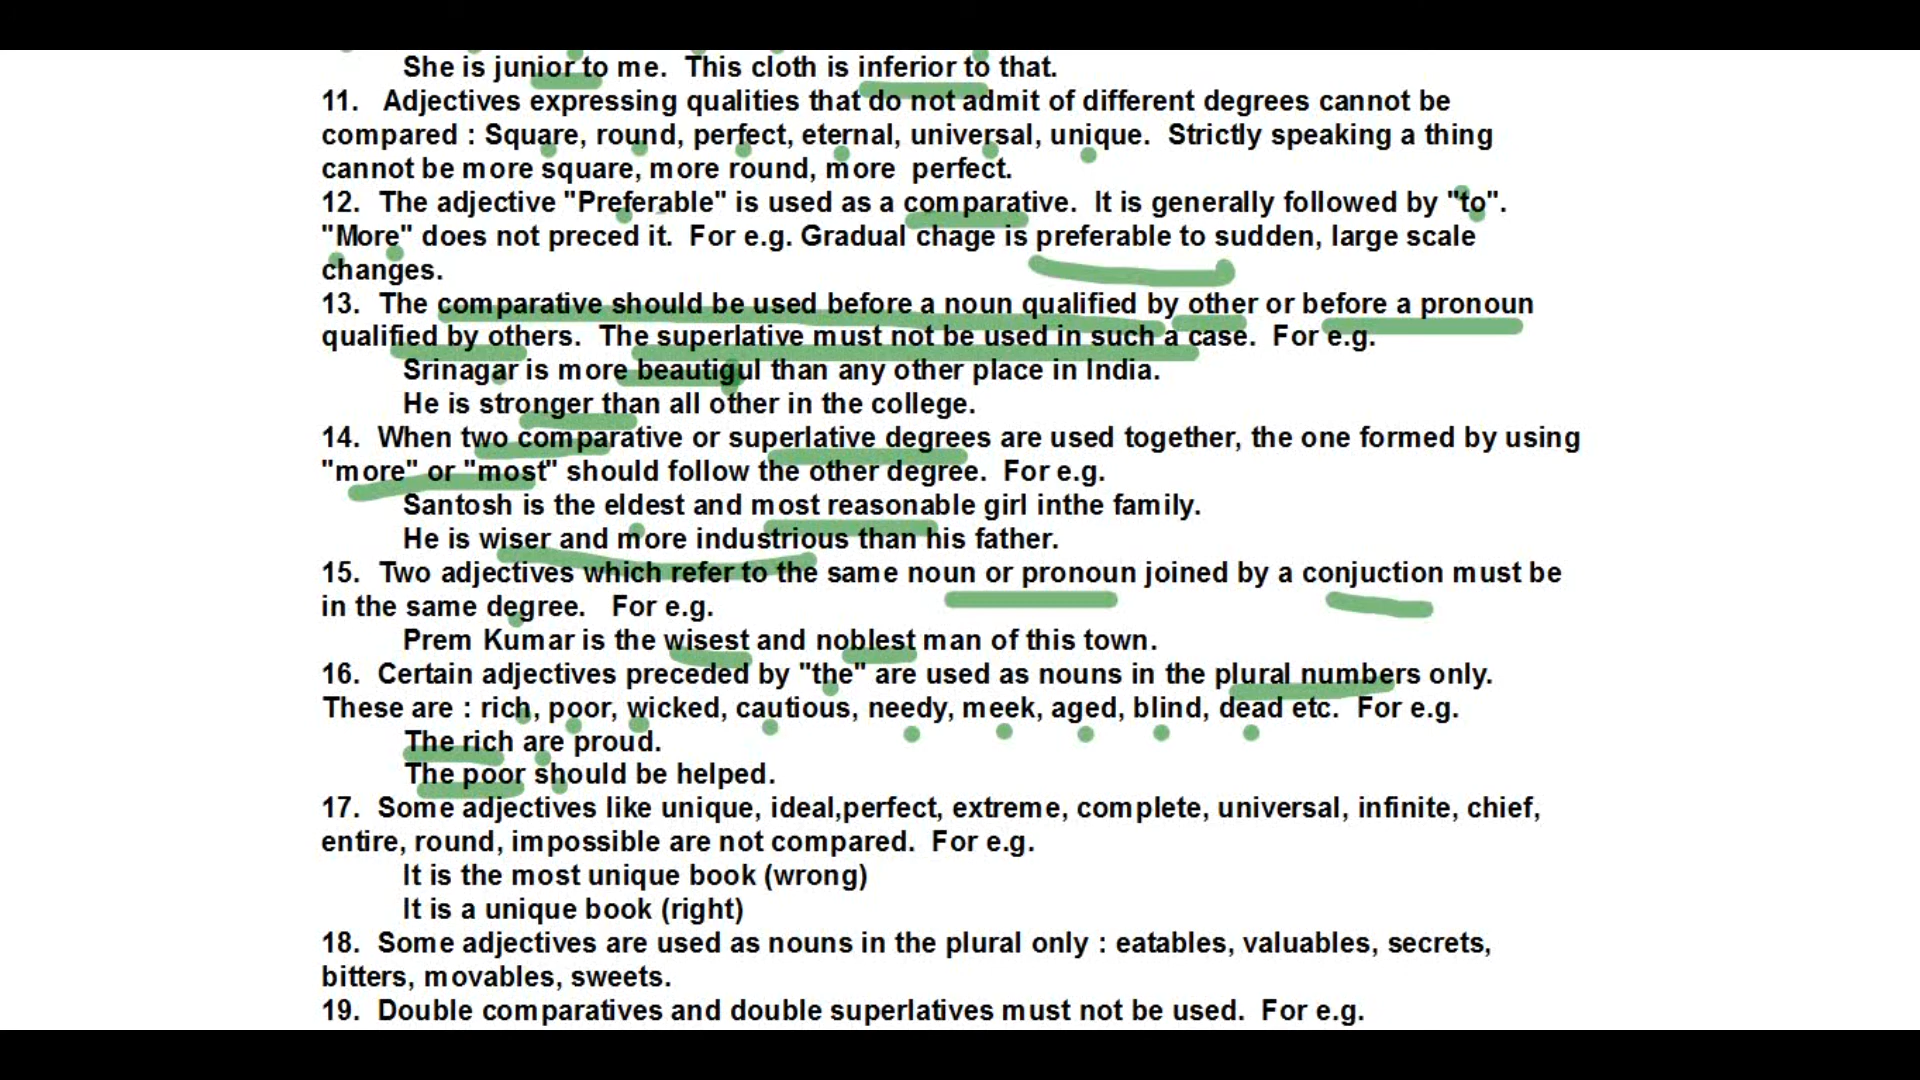 She is junior to me. This cloth is inferior to that.
11. Adjectives expressing qualities that do not admit of different degrees cannot be
compared : Square, round, perfect, eternal, universal, unique. Strictly speaking a thing
cannot be more square, more round, more perfect.
12. The adjective "Preferable" is used as a comparative. It is generally followed by "to".
"More" does not preced it. For e.g. Gradual chage is preferable to sudden, large scale
changes.
13. The comparative should be used before a noun qualified by other or before a pronoun
qualified by others. The superlative must not be used in such a case. For e.g.
Srinagar is more beautigul than any other place in India.
He is stronger than all other in the college.
14. When two comparative or superlative degrees are used together, the one formed by using
"more" or "most" should follow the other degree. For e.g.
Santosh is the eldest and most reasonable girl inthe family.
He is wiser and more industrious than his father.
15. Two adjectives which refer to the same noun or pronoun joined by a conjuction must be
in the same degree. For e.g.
Prem Kumar is the wisest and noblest man of this town.
16. Certain adjectives preceded by "the" are used as nouns in the plural numbers only.
These are : rich, poor, wicked, cautious, needy, meek, aged, blind, dead etc. For e.g.
The rich are proud.
The poor should be helped.
17. Some adjectives like unique, ideal,perfect, extreme, complete, universal, infinite, chief,
entire, round, impossible are not compared. For e.g.
It is the most unique book (wrong)
It is a unique book (right)
18. Some adjectives are used as nouns in the plural only : eatables, valuables, secrets,
bitters, movables, sweets.
19. Double comparatives and double superlatives must not be used. For e.g.